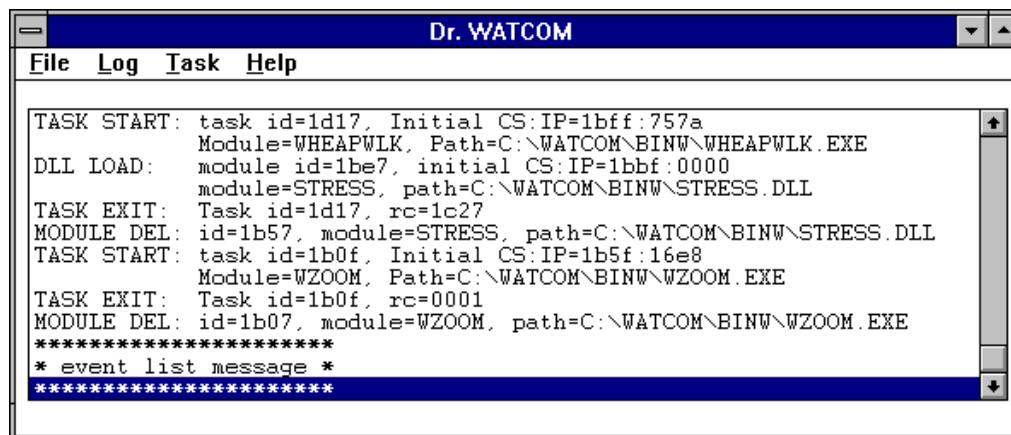 Dr. WATCOM
File Log Task Help
TASK START: task id=1d17, Initial CS:IP=1bff:757a
Module=WHEAPWLK, Path=C:\WATCOM\BINW\WHEAPWLK.EXE
DLL LOAD: module id=1be7, initial CS:IP=1bbf:0000
module=STRESS, path=C:\WATCOM\BINW\STRESS.DLL
TASK EXIT: Task id=1d17, rc=1c27
MODULE DEL: id=1b57, module=STRESS, path=C:\WATCOM\BINW\STRESS.DLL
TASK START: task id=1b0f, Initial CS:IP=1b5f:16e8
Module=WZOOM, Path=C:\WATCOM\BINW\WZOOM.EXE
TASK EXIT: Task id=1b0f, rc=0001
MODULE DEL: id=1b07, module=WZOOM, path=C:\WATCOM\BINW\WZOOM.EXE
**********************
* event list message *
**********************